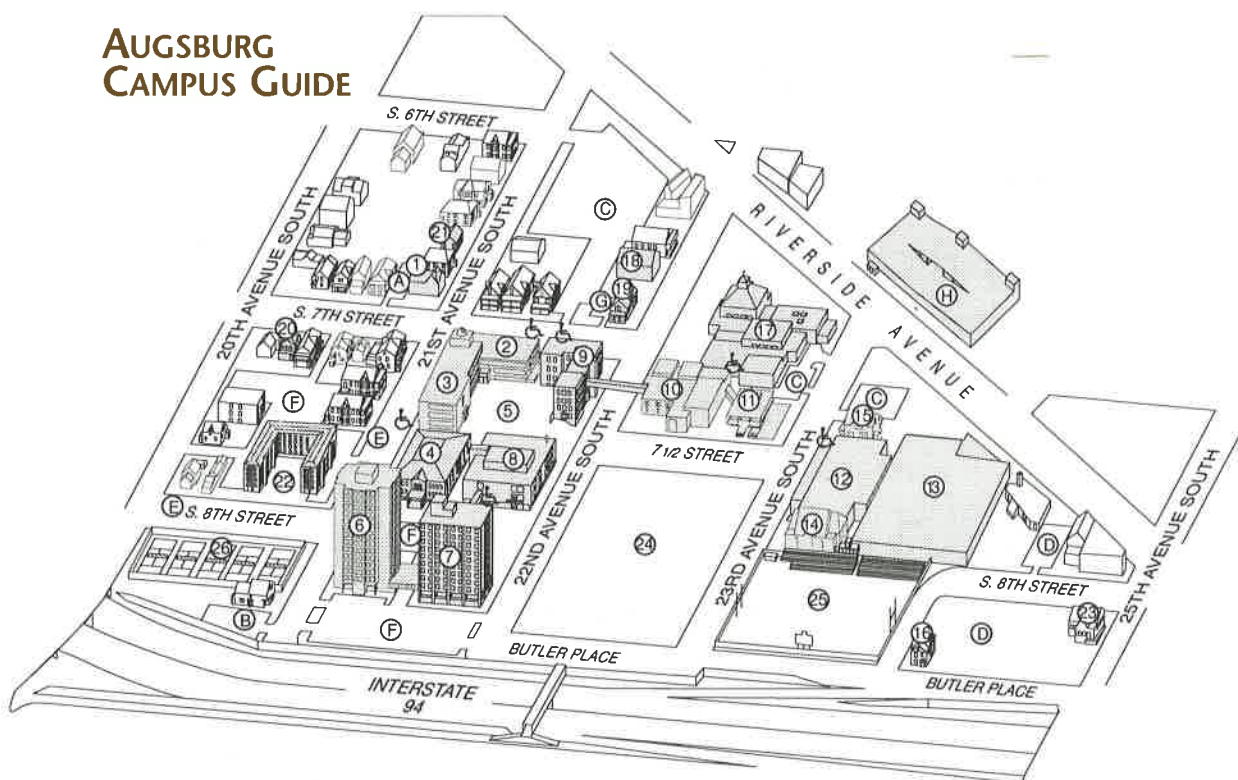 AUGSBURG
CAMPUS GUIDE
S. 6TH STREET
20TH AVENUE SOUTH
21ST AVENUE SOUTH
RIVERSIDE AVENUE
C
21
1
A
18
19
G
H
S. 7TH STREET
20
17
2
9
3
10
11
C
C
15
F
5
E
7 1/2 STREET
4
8
12
13
22
E
S. 8TH STREET
6
F
7
22ND AVENUE SOUTH
24
23RD AVENUE SOUTH
14
D
26
25
S. 8TH STREET
25TH AVENUE SOUTH
B
F
16
D
23
BUTLER PLACE
BUTLER PLACE
INTERSTATE
94